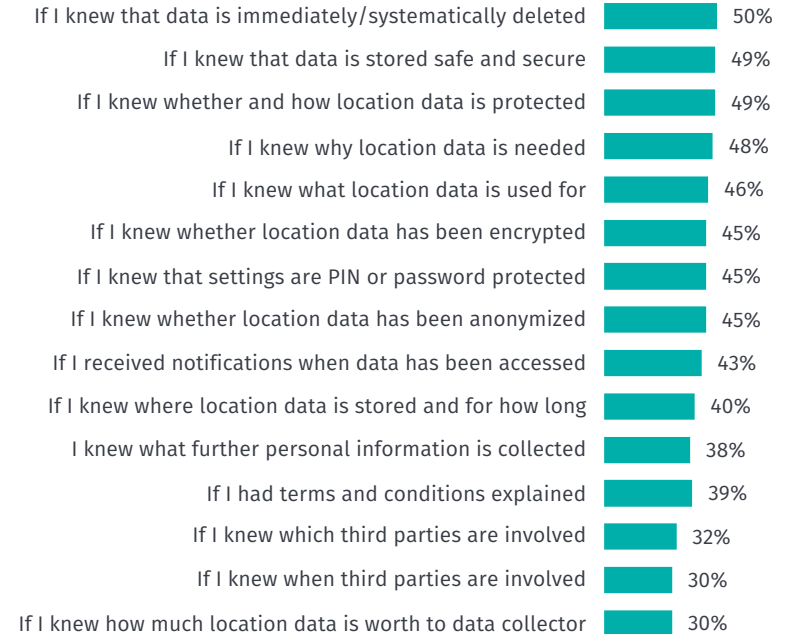 If I knew that data is immediately/systematically deleted 50%
If I knew that data is stored safe and secure 49%
If I knew whether and how location data is protected 49%
If I knew why location data is needed 48%
If I knew what location data is used for 46%
If I knew whether location data has been encrypted 45%
If I knew that settings are PIN or password protected 45%
If I knew whether location data has been anonymized 45%
If I received notifications when data has been accessed 43%
If I knew where location data is stored and for how long 40%
I knew what further personal information is collected 38%
If I had terms and conditions explained 39%
If I knew which third parties are involved 32%
If I knew when third parties are involved 30%
If I knew how much location data is worth to data collector 30%